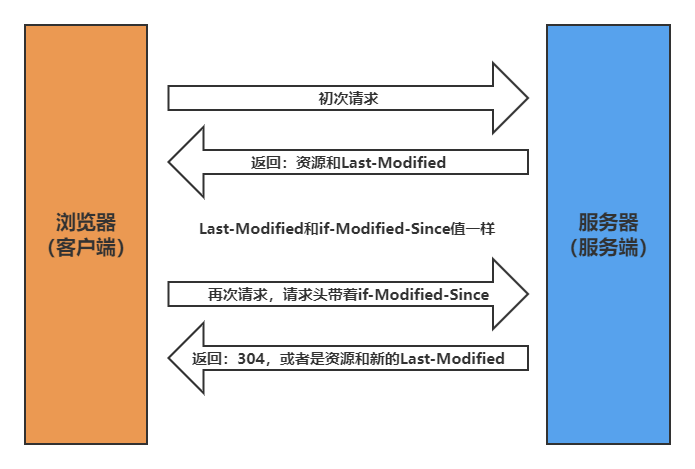 初次请求
返回：资源和Last-Modified
浏览器
（客户端）
Last-Modified和if-Modified-Since值一样
服务器
（服务端）
再次请求，请求头带着if-Modified-Since
返回：304，或者是资源和新的Last-Modified